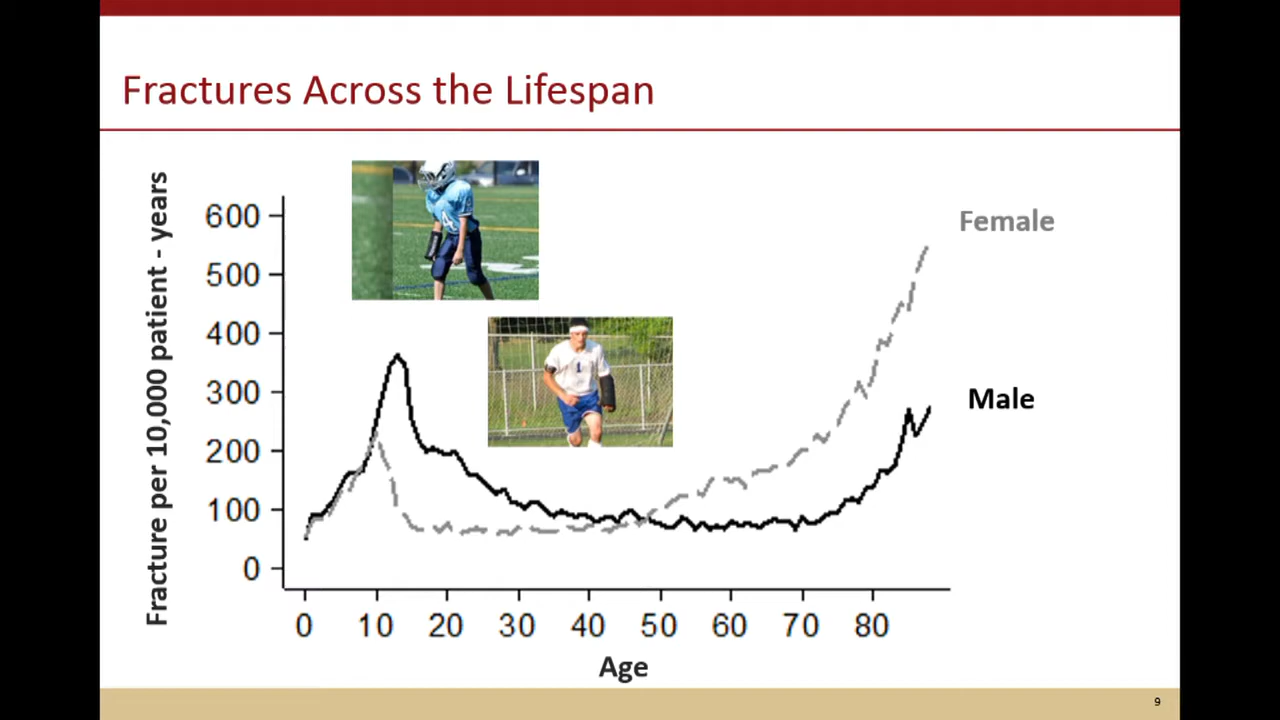 Fractures Across the Lifespan
Fracture per 10,000 patient - years
600
500
400
300
200
100
0
Female
Male
0 10 20 30 40 50 60 70 80
Age
9